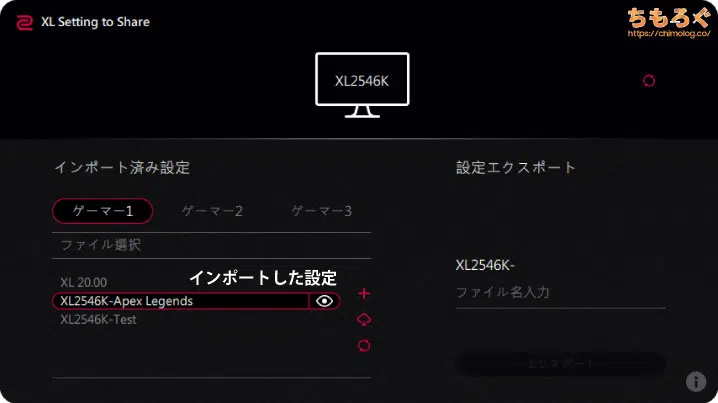 XL Setting to Share
ちもろぐ
https://chimolog.co/
XL2546K
インポート済み設定
設定エクスポート
ゲーマー1
ゲーマー2
ゲーマー3
ファイル選択
インポートした設定
XL 20.00
XL2546K-Apex Legends
XL2546K-Test
XL2546K-
ファイル名入力
エクスポート